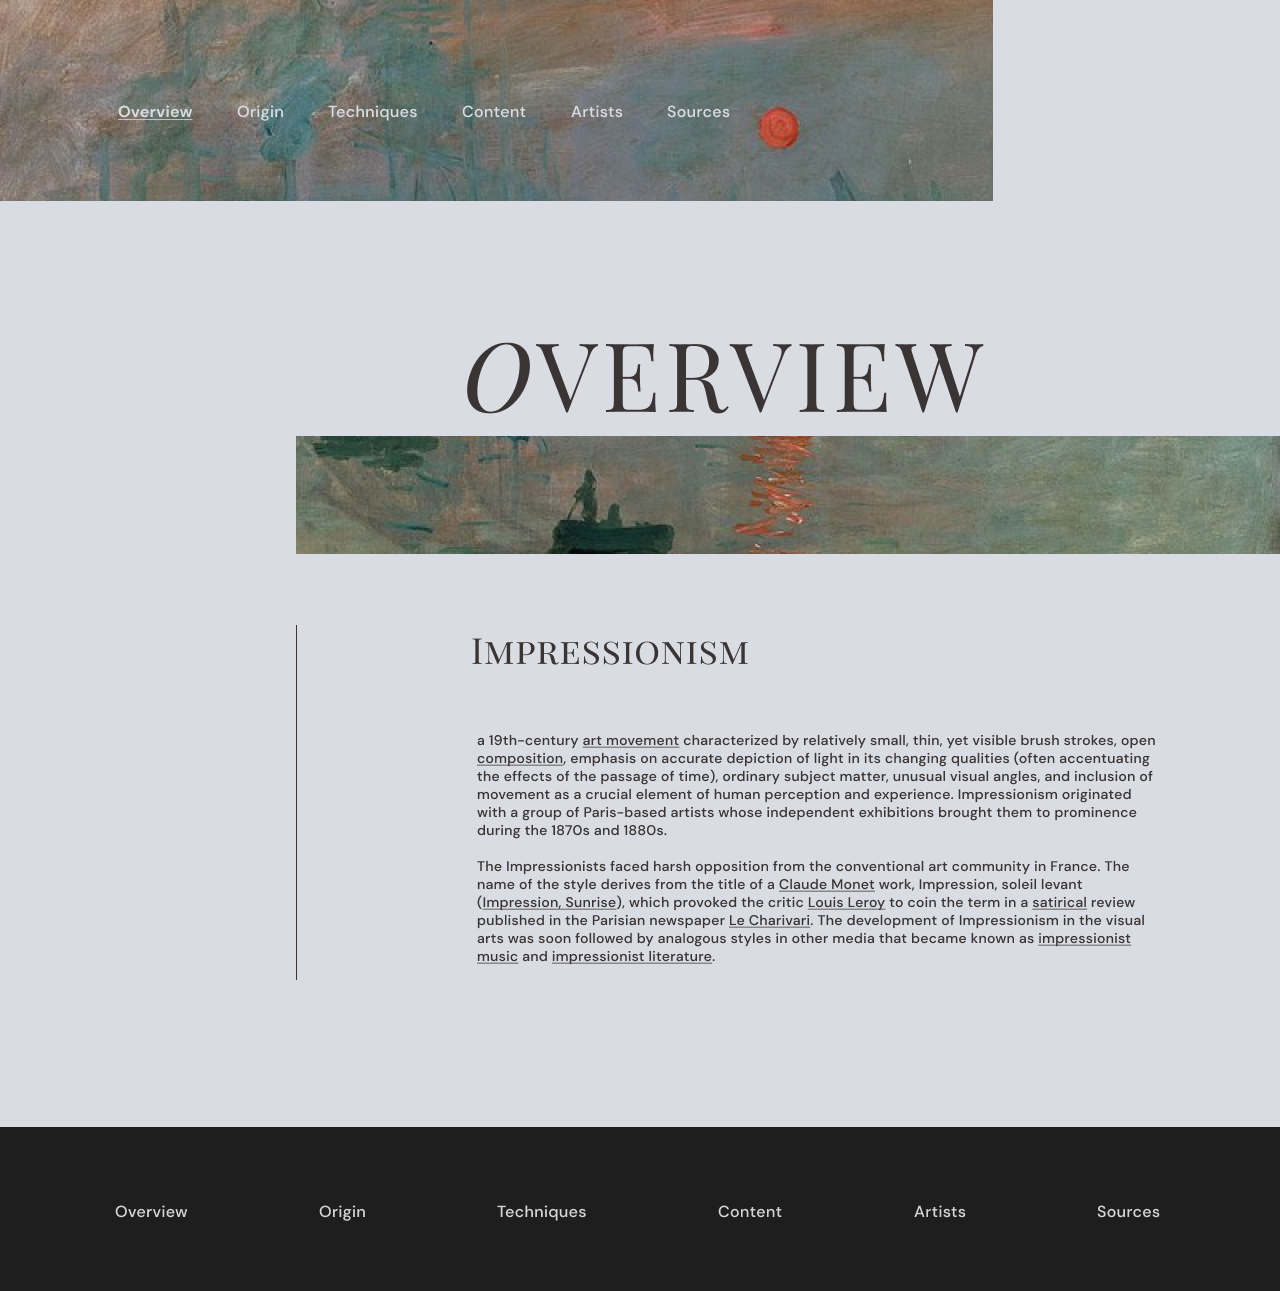 Overview Origin Techniques Content Artists Sources
OVERVIEW
Impressionism
a 19th-century art movement characterized by relatively small, thin, yet visible brush strokes, open
composition, emphasis on accurate depiction of light in its changing qualities (often accentuating
the effects of the passage of time), ordinary subject matter, unusual visual angles, and inclusion of
movement as a crucial element of human perception and experience. Impressionism originated
with a group of Paris-based artists whose independent exhibitions brought them to prominence
during the 1870s and 1880s.
The Impressionists faced harsh opposition from the conventional art community in France. The
name of the style derives from the title of a Claude Monet work, Impression, soleil levant
(Impression, Sunrise), which provoked the critic Louis Leroy to coin the term in a satirical review
published in the Parisian newspaper Le Charivari. The development of Impressionism in the visual
arts was soon followed by analogous styles in other media that became known as impressionist
music and impressionist literature.
Overview Origin Techniques Content Artists Sources